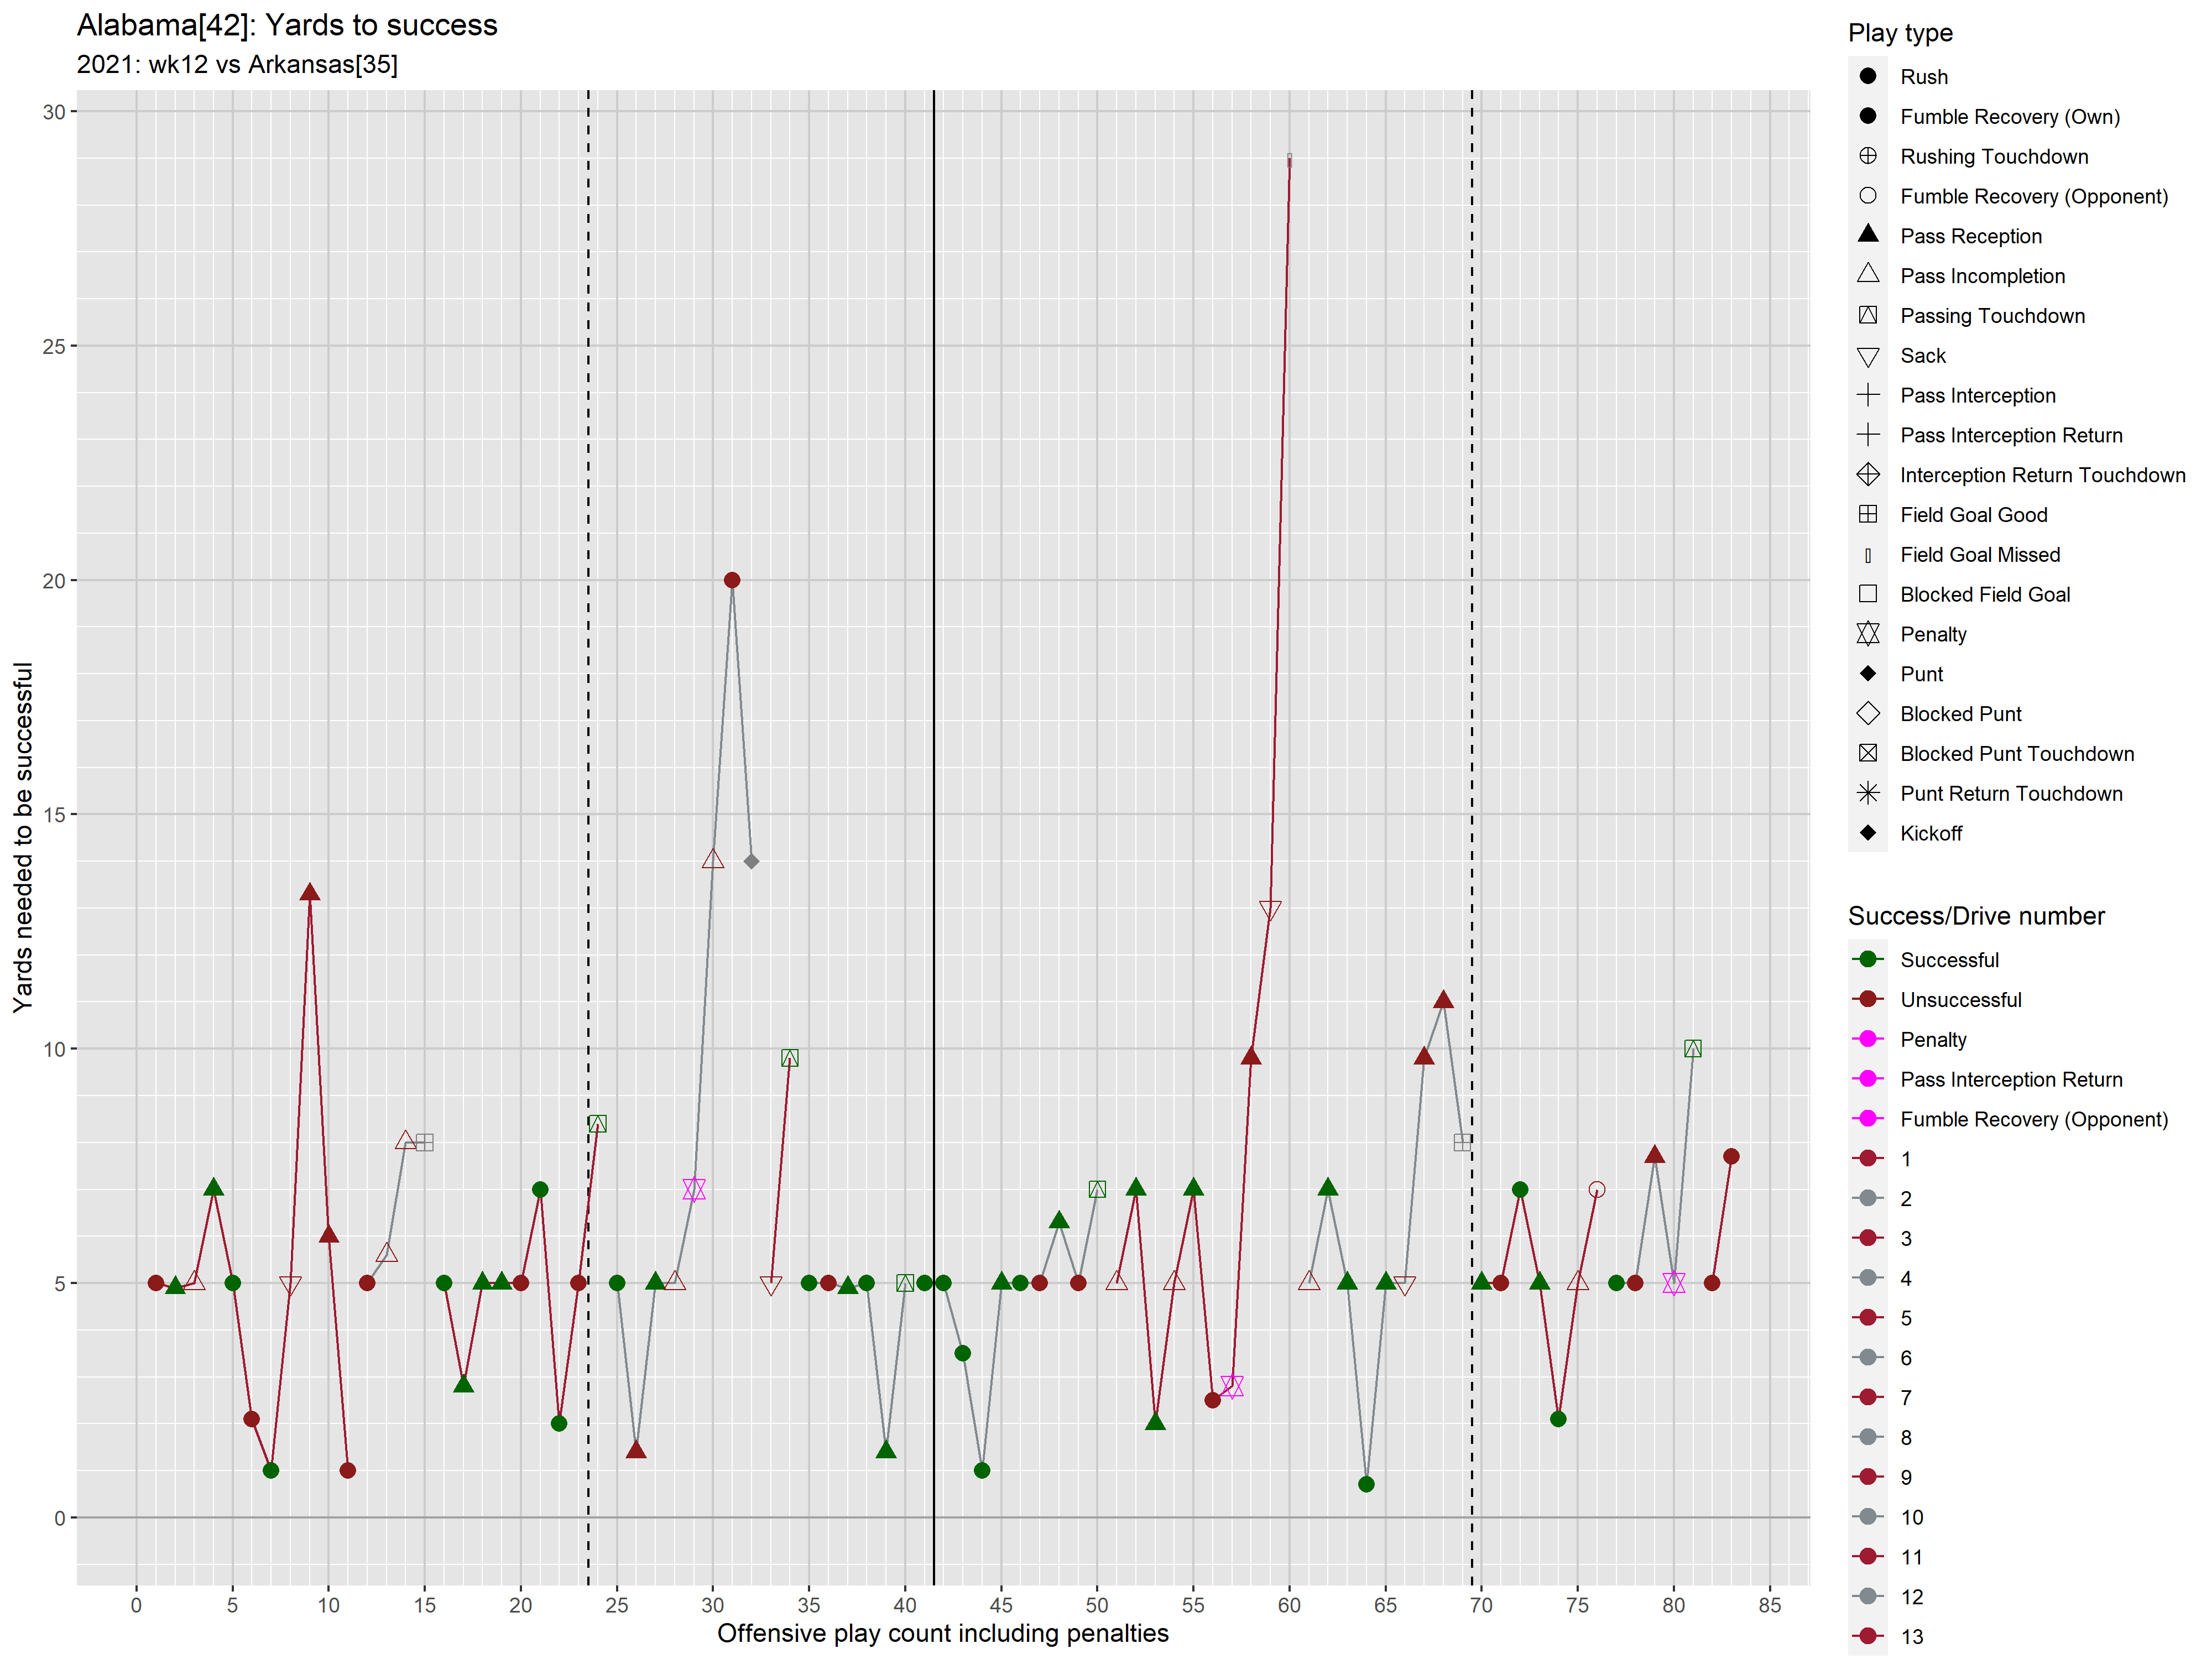 Alabama[42]: Yards to success
2021: wk12 vs Arkansas[35]
Yards needed to be successful
30
25
20
15
10
5
0
0 5 10 15 20 25 30 35 40 45 50 55 60 65 70 75 80 85
Offensive play count including penalties
Play type
Rush
Fumble Recovery (Own)
Rushing Touchdown
Fumble Recovery (Opponent)
Pass Reception
Pass Incompletion
Passing Touchdown
Sack
Pass Interception
Pass Interception Return
Interception Return Touchdown
Field Goal Good
Field Goal Missed
Blocked Field Goal
Penalty
Punt
Blocked Punt
Blocked Punt Touchdown
Punt Return Touchdown
Kickoff
Success/Drive number
Successful
Unsuccessful
Penalty
Pass Interception Return
Fumble Recovery (Opponent)
1
2
3
4
5
6
7
8
9
10
11
12
13